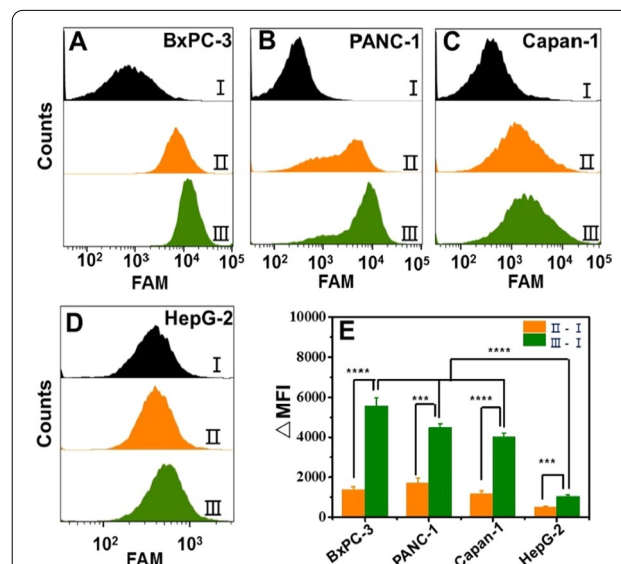 A BxPC-3
I
II
III
Counts
10² 10³ 10⁴ 10⁵
FAM
B PANC-1
I
II
III
10² 10³ 10⁴ 10⁵
FAM
C Capan-1
I
II
III
10² 10³ 10⁴ 10⁵
FAM
D HepG-2
I
II
III
Counts
10² 10³
FAM
E
II - I
III - I
△MFI
10000
8000
6000
4000
2000
0
**** *** **** *** ****
BxPC-3 PANC-1 Capan-1 HepG-2